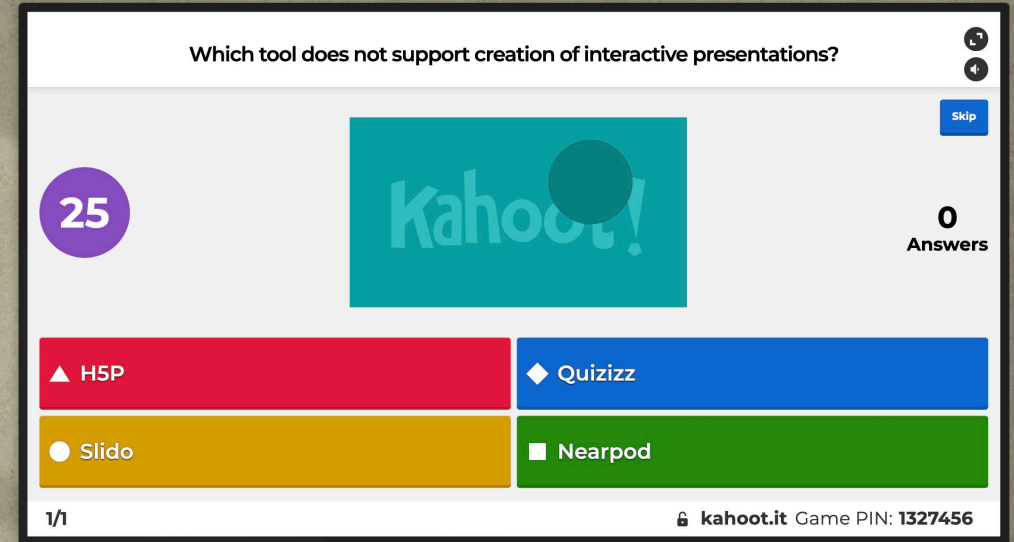 Which tool does not support creation of interactive presentations?
Skip
25
Kahoot!
0
Answers
H5P
Quizizz
Slido
Nearpod
1/1
kahoot.it Game PIN: 1327456